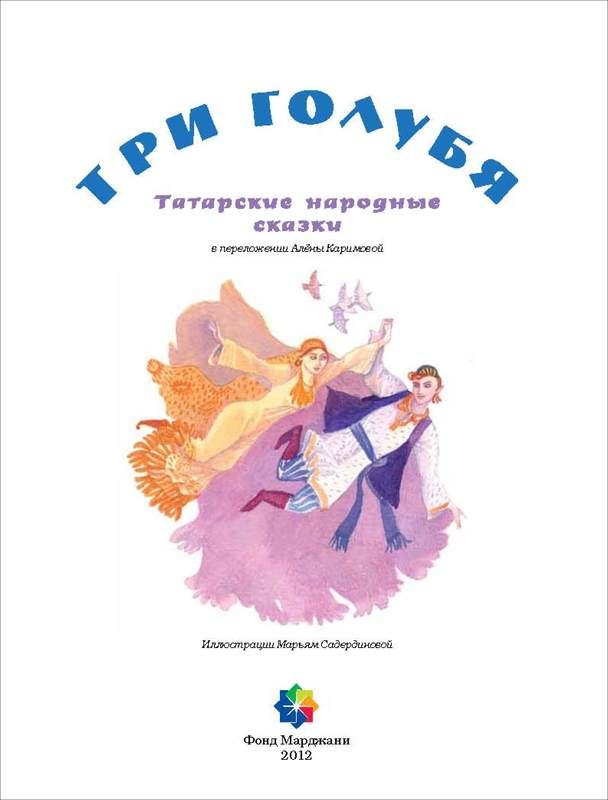 ТРИ ГОЛУБЯ
Татарские народные
сказки
в переложении Алёны Каримовой
Иллюстрации Марьям Садердиновой
Фонд Марджани
2012